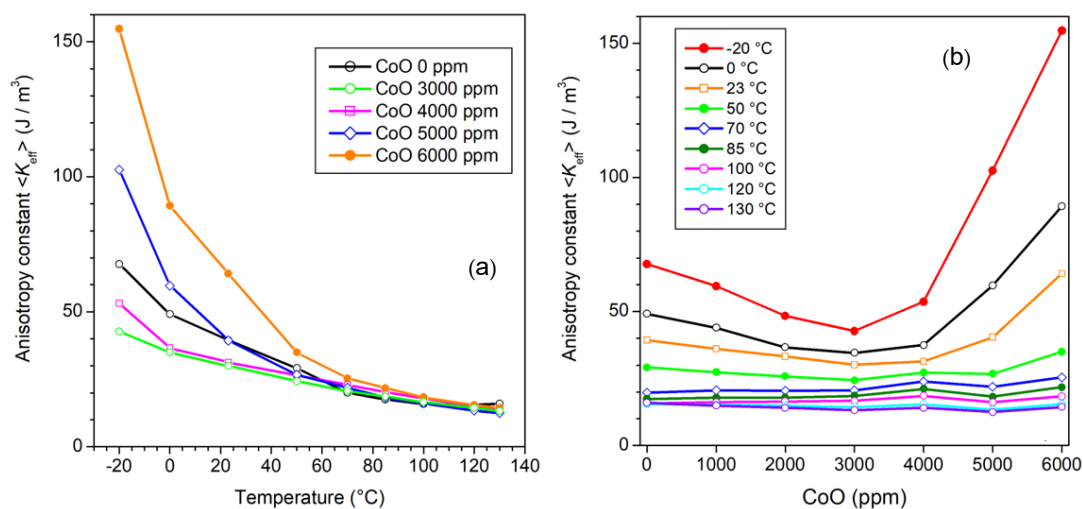 150
100
50
0
-20
0
20
40
60
80
100
120
140
Anisotropy constant <K_eff> (J / m³)
Temperature (°C)
CoO 0 ppm
CoO 3000 ppm
CoO 4000 ppm
CoO 5000 ppm
CoO 6000 ppm
(a)
150
100
50
0
0
1000
2000
3000
4000
5000
6000
Anisotropy constant <K_eff> (J / m³)
CoO (ppm)
-20 °C
0 °C
23 °C
50 °C
70 °C
85 °C
100 °C
120 °C
130 °C
(b)